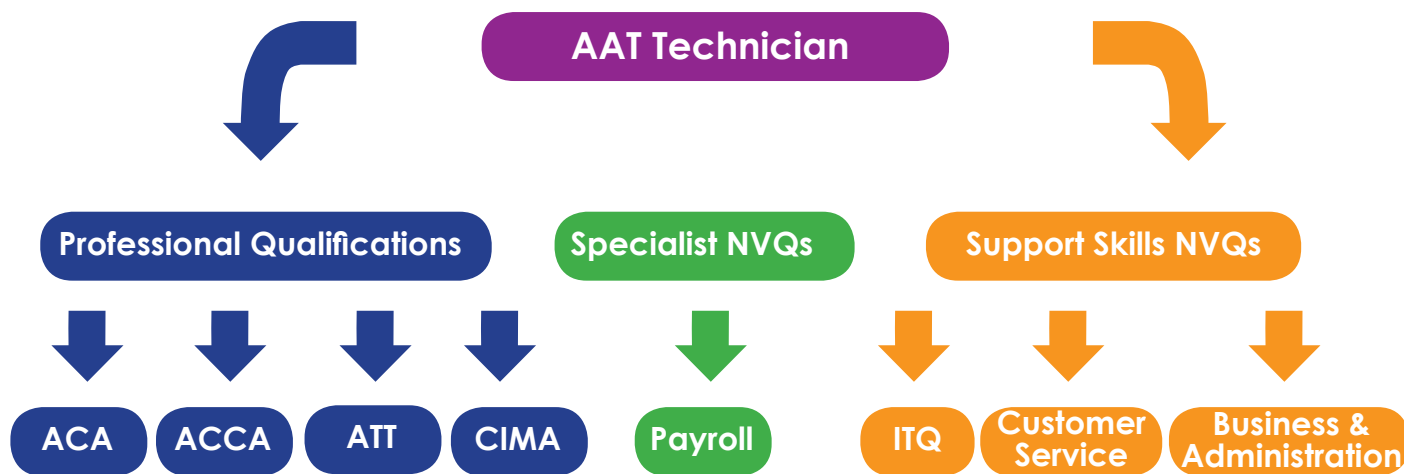 AAT Technician
Professional Qualifications
Specialist NVQs
Support Skills NVQs
ACA
ACCA
ATT
CIMA
Payroll
ITQ
Customer
Service
Business &
Administration